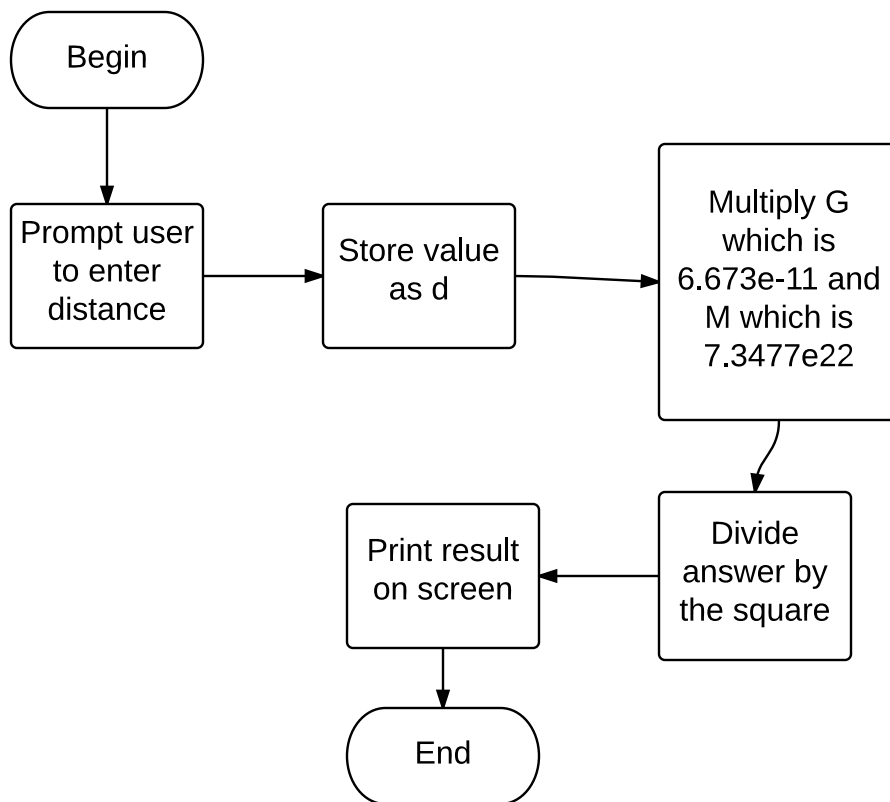 Begin
Prompt user
to enter
distance
Store value
as d
Multiply G
which is
6.673e-11 and
M which is
7.3477e22
Divide
answer by
the square
Print result
on screen
End